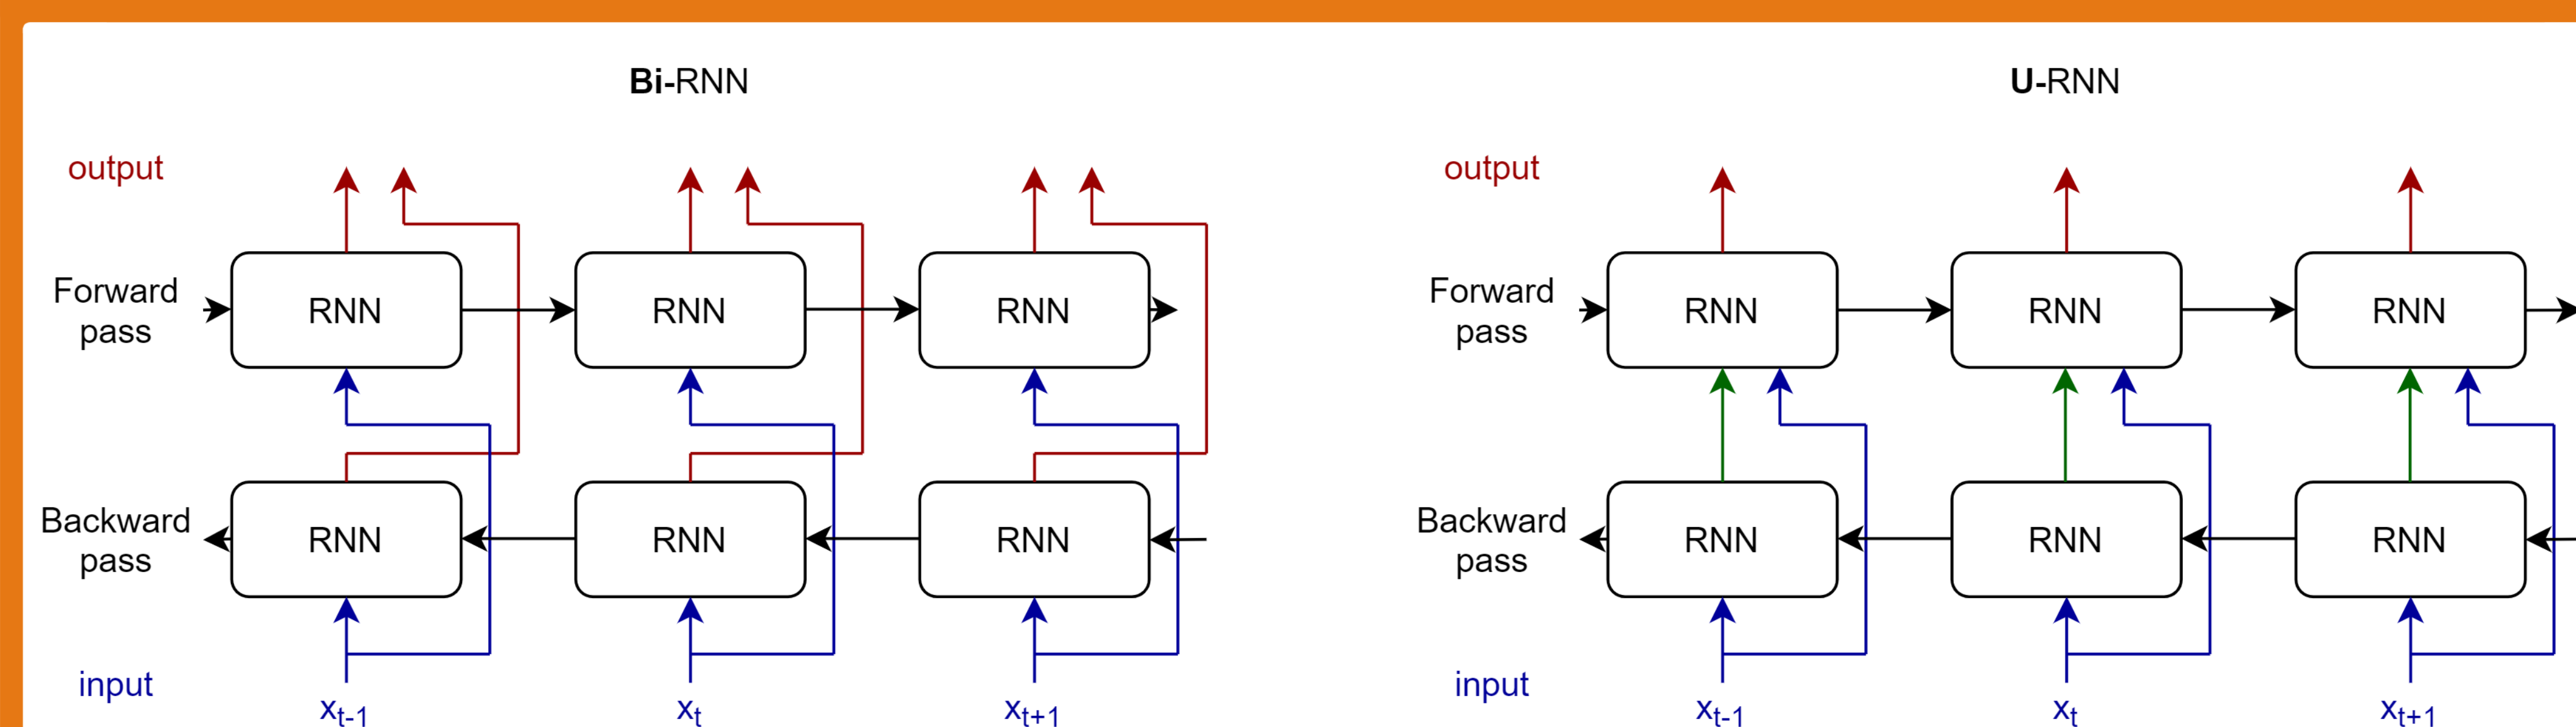 Bi-RNN
output
Forward
pass
RNN RNN RNN
Backward
pass
RNN RNN RNN
input
xt-1 xt xt+1
U-RNN
output
Forward
pass
RNN RNN RNN
Backward
pass
RNN RNN RNN
input
xt-1 xt xt+1